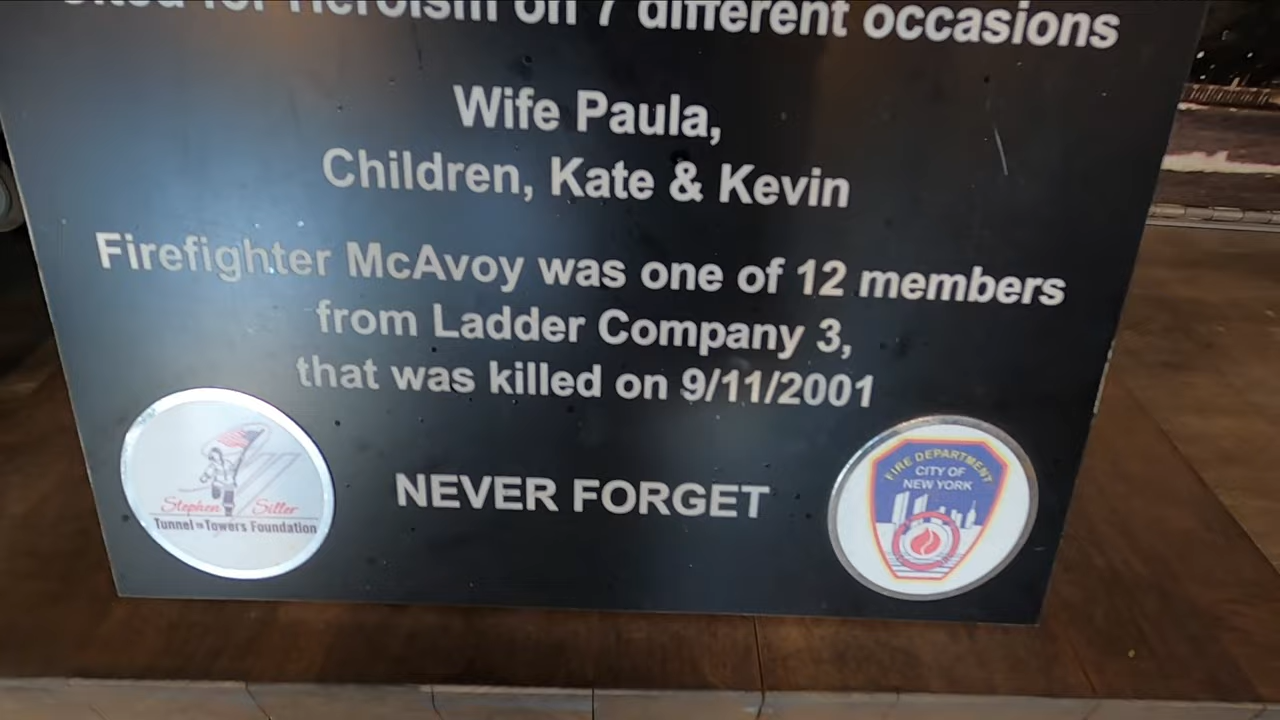 Cited for Heroism on 7 different occasions
Wife Paula,
Children, Kate & Kevin
Firefighter McAvoy was one of 12 members
from Ladder Company 3,
that was killed on 9/11/2001
NEVER FORGET
Stephen Siller
Tunnel to Towers Foundation
FIRE DEPARTMENT
CITY OF
NEW YORK